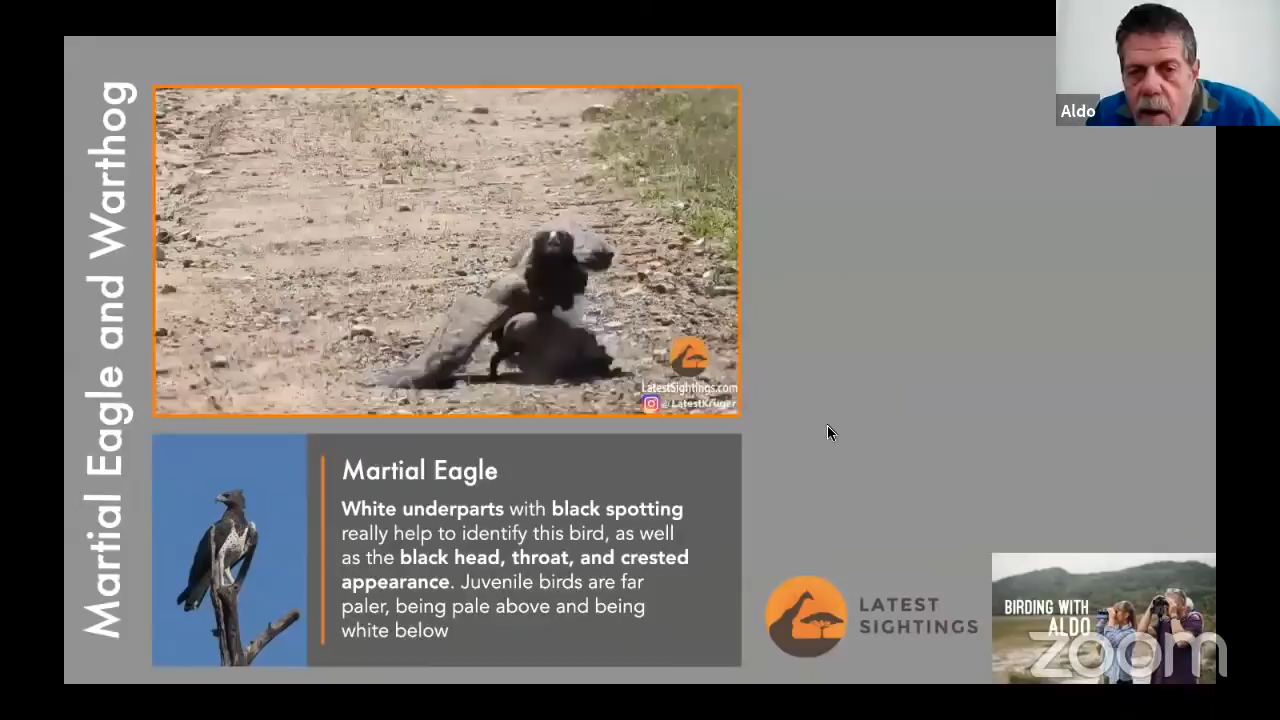 Martial Eagle and Warthog
Aldo
LatestSightings.com
@LatestKruger
Martial Eagle
White underparts with black spotting
really help to identify this bird, as well
as the black head, throat, and crested
appearance. Juvenile birds are far
paler, being pale above and being
white below
LATEST
SIGHTINGS
BIRDING WITH
ALDO
zoom